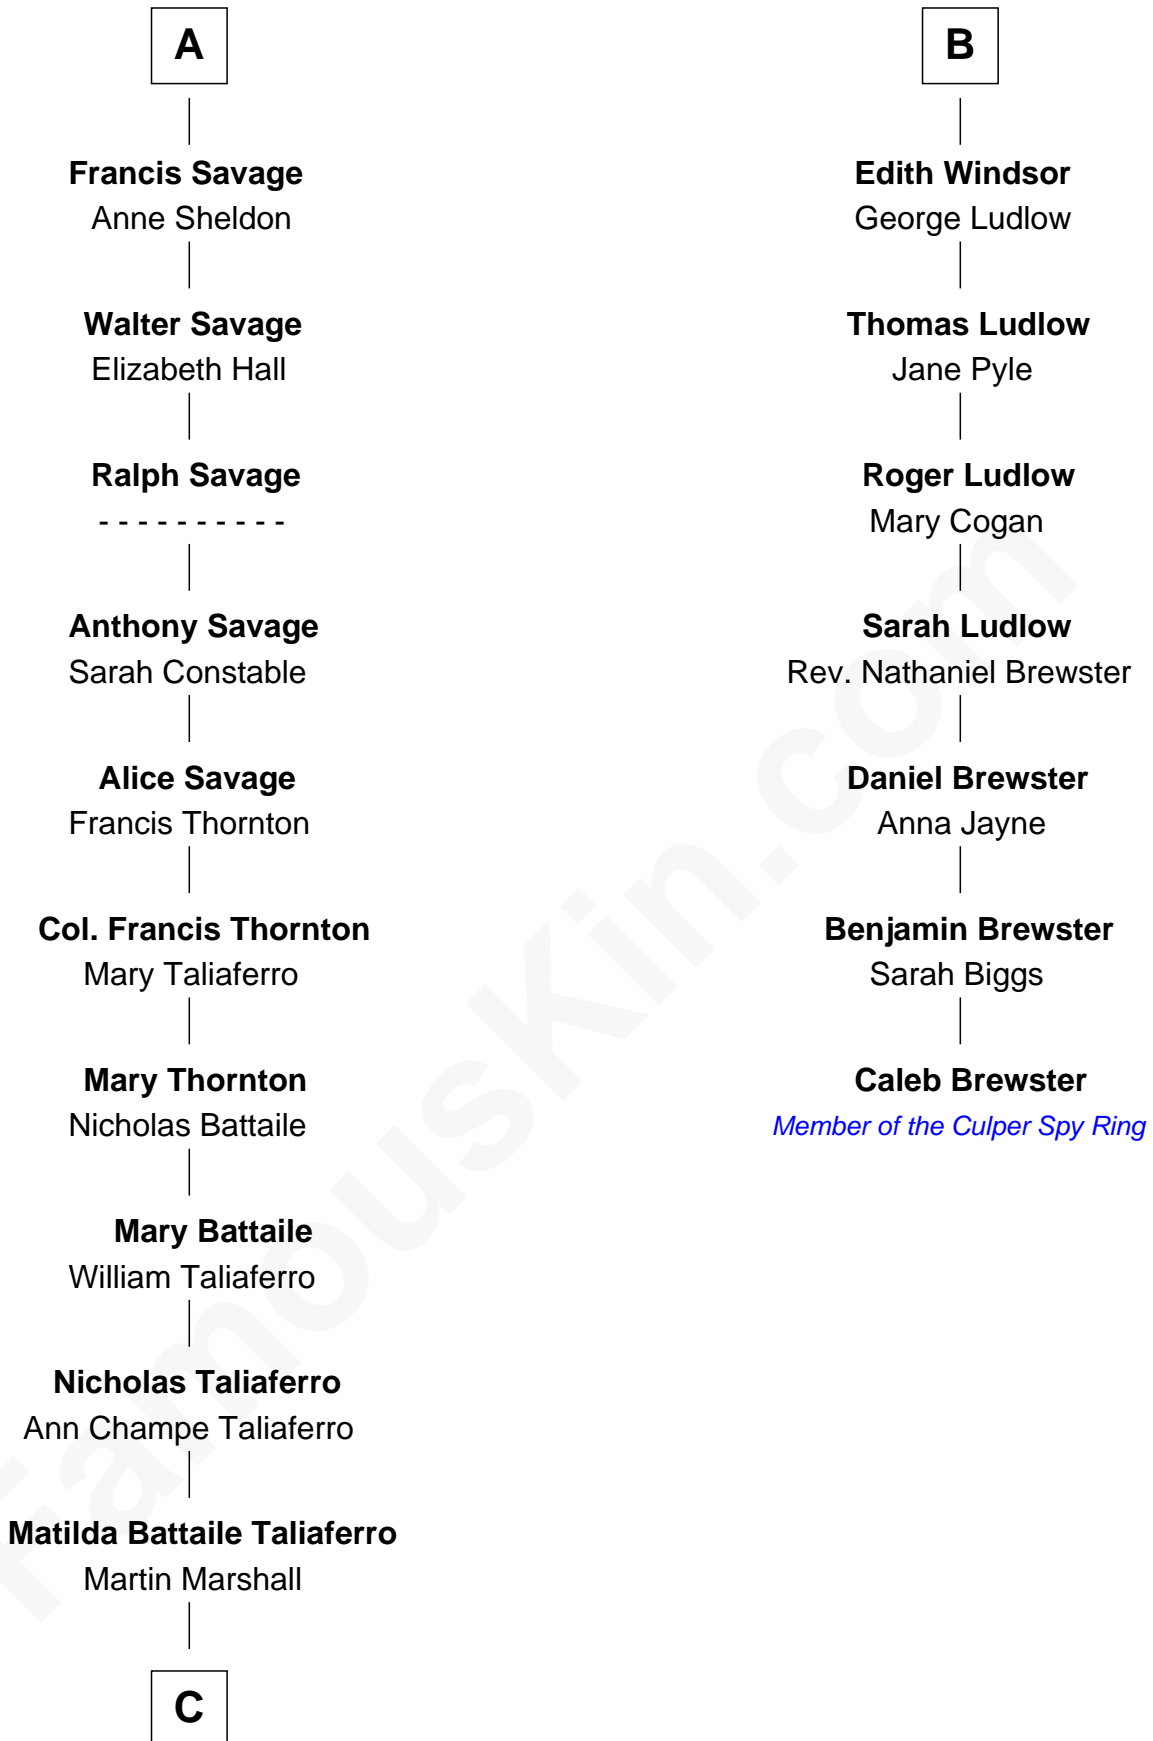 A
Francis Savage
Anne Sheldon
Walter Savage
Elizabeth Hall
Ralph Savage
- - - - - - - - - -
Anthony Savage
Sarah Constable
Alice Savage
Francis Thornton
Col. Francis Thornton
Mary Taliaferro
Mary Thornton
Nicholas Battaile
Mary Battaile
William Taliaferro
Nicholas Taliaferro
Ann Champe Taliaferro
Matilda Battaile Taliaferro
Martin Marshall
C
B
Edith Windsor
George Ludlow
Thomas Ludlow
Jane Pyle
Roger Ludlow
Mary Cogan
Sarah Ludlow
Rev. Nathaniel Brewster
Daniel Brewster
Anna Jayne
Benjamin Brewster
Sarah Biggs
Caleb Brewster
Member of the Culper Spy Ring
FamousKin.com